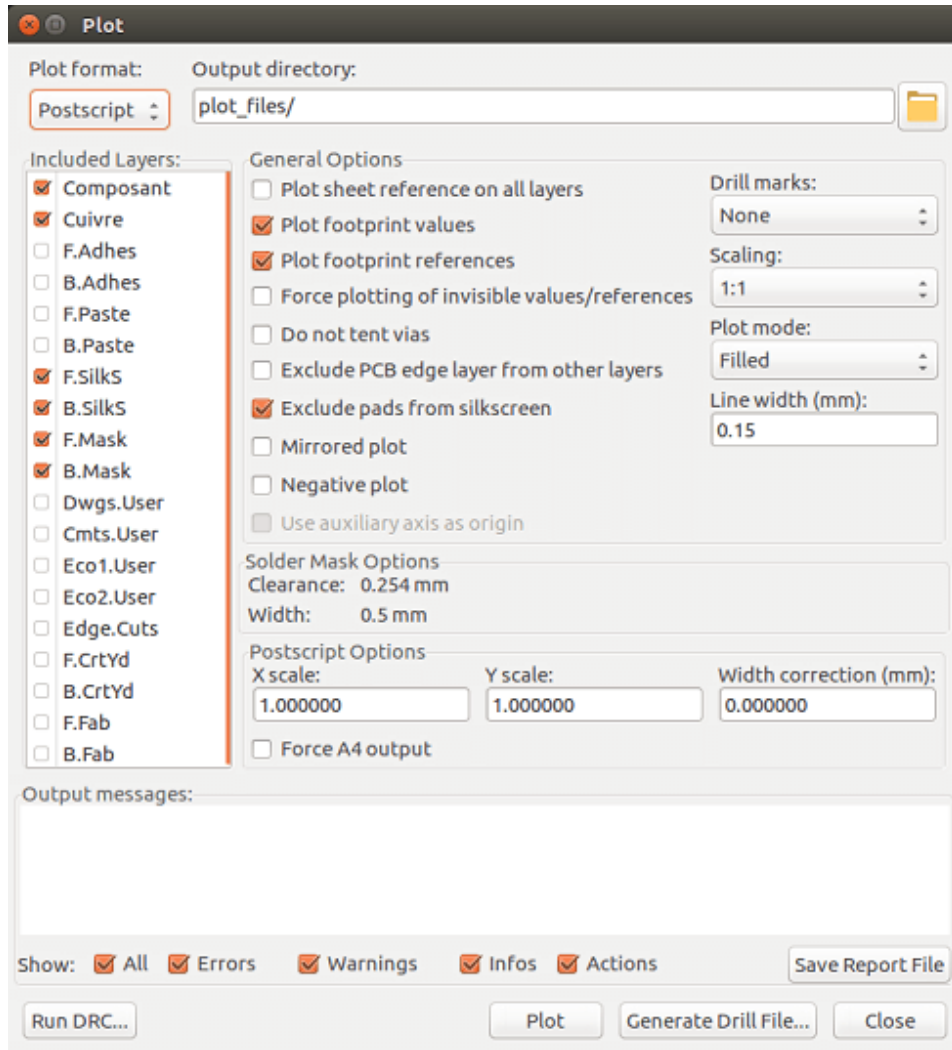 Plot
Plot format:
Output directory:
Postscript
plot_files/
Included Layers:
Composant
Cuivre
F.Adhes
B.Adhes
F.Paste
B.Paste
F.SilkS
B.SilkS
F.Mask
B.Mask
Dwgs.User
Cmts.User
Eco1.User
Eco2.User
Edge.Cuts
F.CrtYd
B.CrtYd
F.Fab
B.Fab
General Options
Plot sheet reference on all layers
Plot footprint values
Plot footprint references
Force plotting of invisible values/references
Do not tent vias
Exclude PCB edge layer from other layers
Exclude pads from silkscreen
Mirrored plot
Negative plot
Use auxiliary axis as origin
Drill marks:
None
Scaling:
1:1
Plot mode:
Filled
Line width (mm):
0.15
Solder Mask Options
Clearance: 0.254 mm
Width: 0.5 mm
Postscript Options
X scale:
1.000000
Y scale:
1.000000
Width correction (mm):
0.000000
Force A4 output
Output messages:
Show: All Errors Warnings Infos Actions
Save Report File
Run DRC...
Plot
Generate Drill File...
Close